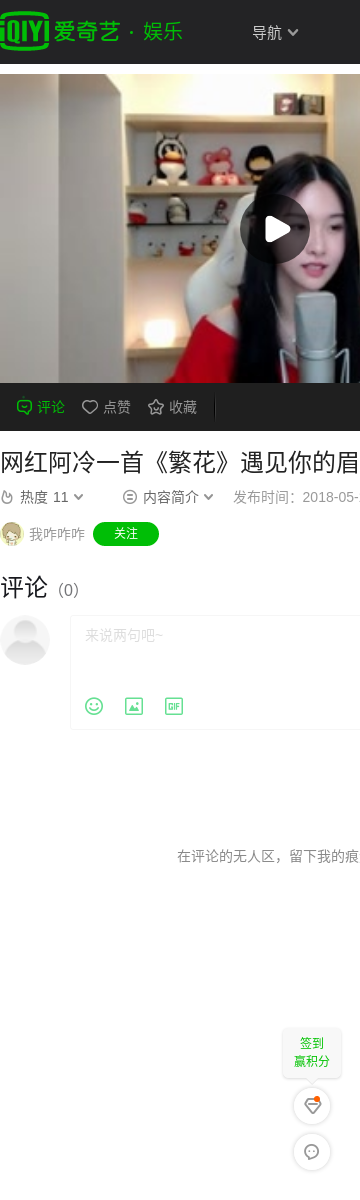 QIYI 爱奇艺 · 娱乐 导航
评论 点赞 收藏
网红阿冷一首《繁花》遇见你的眉
热度 11 内容简介 发布时间：2018-05-
我咋咋咋 关注
评论（0）
来说两句吧~
GIF
在评论的无人区，留下我的痕
签到
赢积分